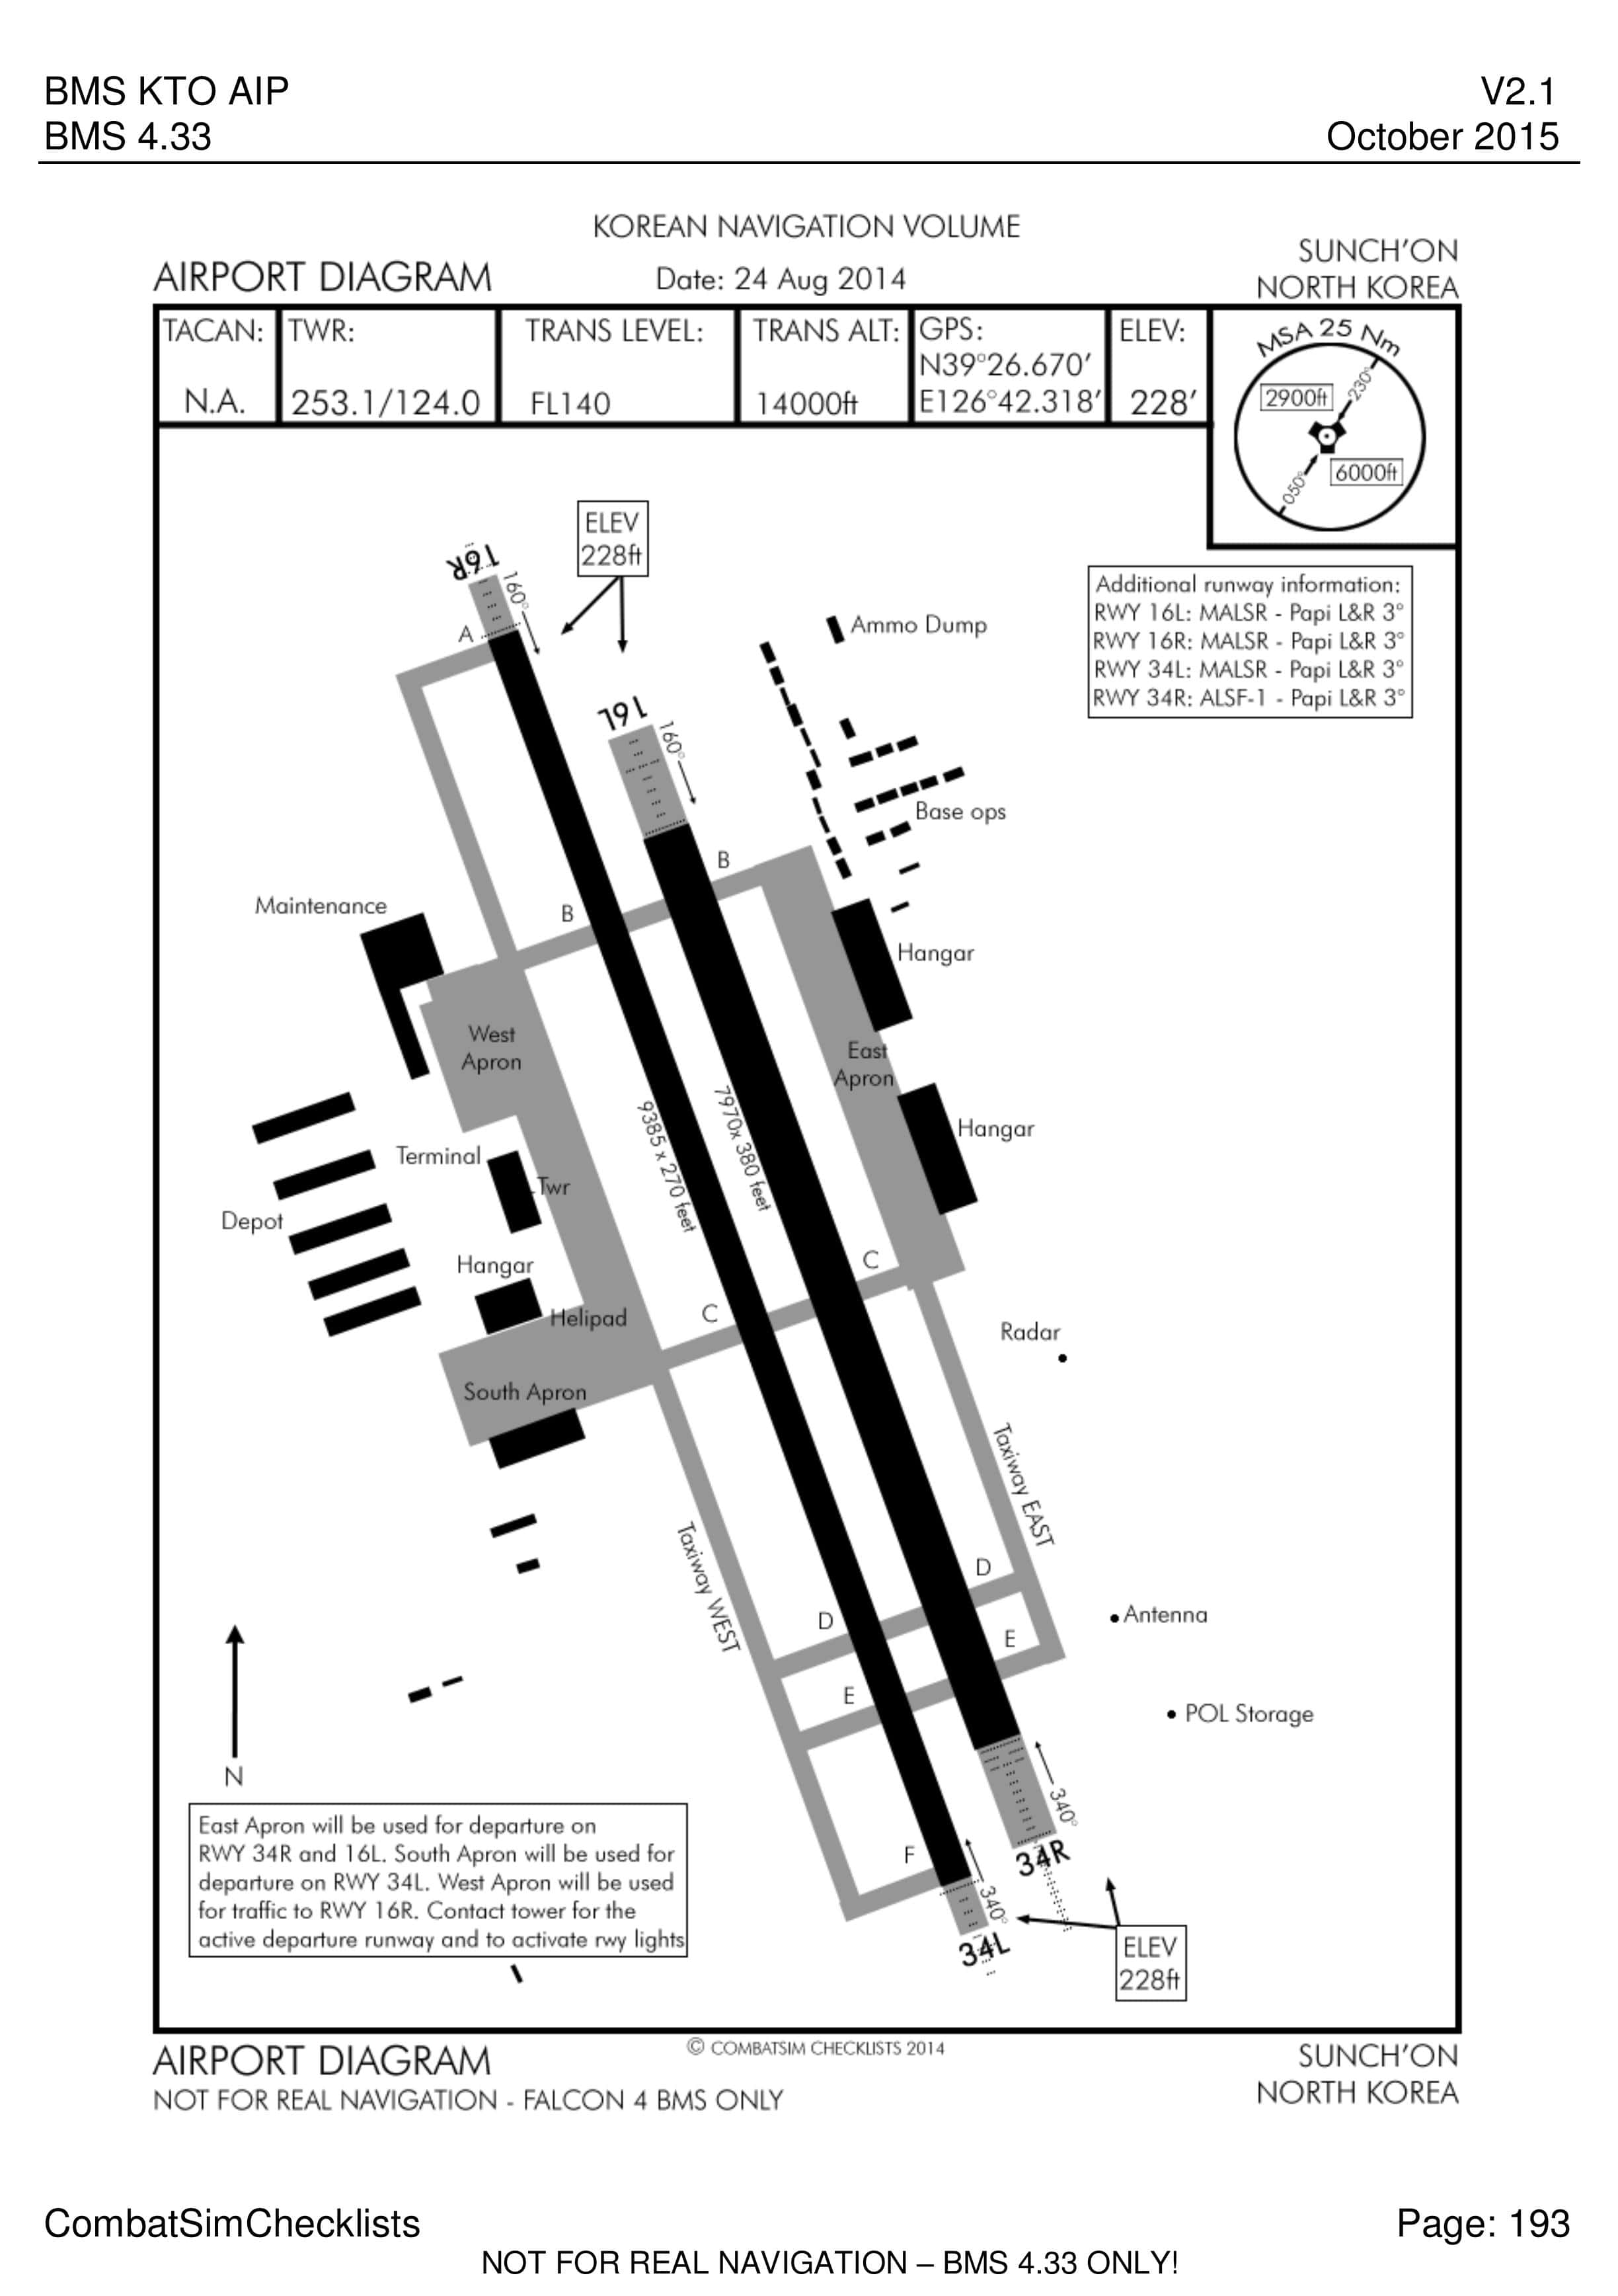 BMS KTO AIP
V2.1
BMS 4.33
October 2015
KOREAN NAVIGATION VOLUME
SUNCH'ON
AIRPORT DIAGRAM
Date: 24 Aug 2014
NORTH KOREA
TACAN:
N.A.
TWR:
253.1/124.0
TRANS LEVEL:
FL140
TRANS ALT:
14000ft
GPS:
N39°26.670'
E126°42.318'
ELEV:
228'
MSA 25 Nm
2900ft
230°
050°
6000ft
ELEV
228ft
16R
160°
A
Additional runway information:
RWY 16L: MALSR - Papi L&R 3°
RWY 16R: MALSR - Papi L&R 3°
RWY 34L: MALSR - Papi L&R 3°
RWY 34R: ALSF-1 - Papi L&R 3°
Ammo Dump
16L
160°
Base ops
B
B
Maintenance
Hangar
West
Apron
East
Apron
9385 x 270 feet
7970x 380 feet
Hangar
Terminal
Twr
Depot
Hangar
Helipad
C
C
Radar
South Apron
Taxiway EAST
Taxiway WEST
D
D
Antenna
E
E
POL Storage
N
340°
34R
F
340°
34L
ELEV
228ft
East Apron will be used for departure on
RWY 34R and 16L. South Apron will be used for
departure on RWY 34L. West Apron will be used
for traffic to RWY 16R. Contact tower for the
active departure runway and to activate rwy lights
© COMBATSIM CHECKLISTS 2014
AIRPORT DIAGRAM
SUNCH'ON
NOT FOR REAL NAVIGATION - FALCON 4 BMS ONLY
NORTH KOREA
CombatSimChecklists
Page: 193
NOT FOR REAL NAVIGATION – BMS 4.33 ONLY!